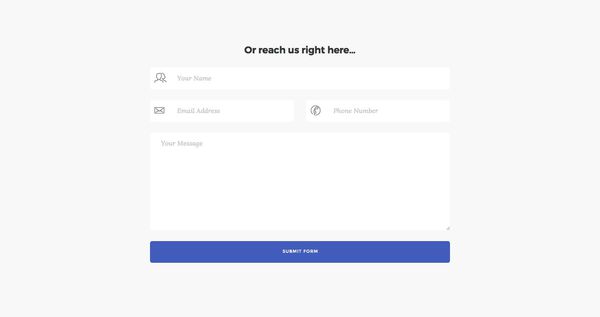 Or reach us right here...
Your Name
Email Address
Phone Number
Your Message
SUBMIT FORM